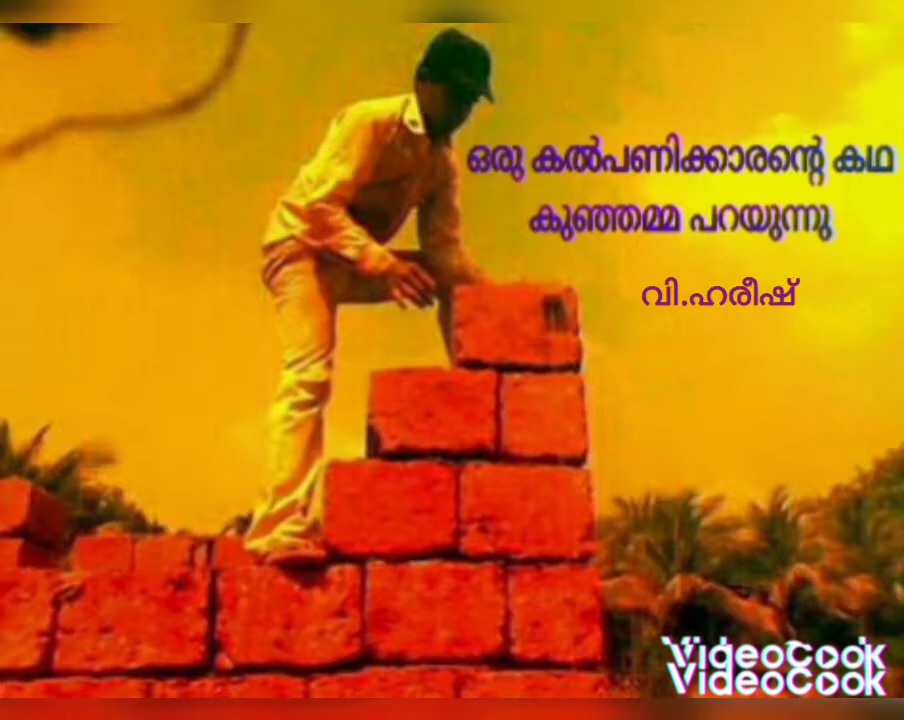 ഒരു കൽപണിക്കാരന്റെ കഥ
കുഞ്ഞമ്മ പറയുന്നു
വി.ഹരീഷ്
VideoCook
VideoCook